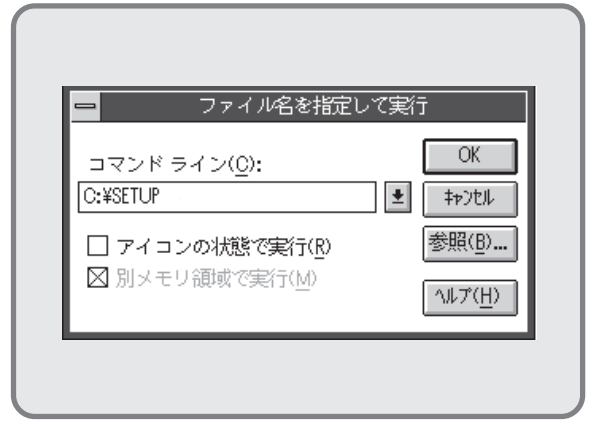 ファイル名を指定して実行
コマンド ライン(C):
C:¥SETUP
アイコンの状態で実行(R)
別メモリ領域で実行(M)
OK
キャンセル
参照(B)...
ヘルプ(H)